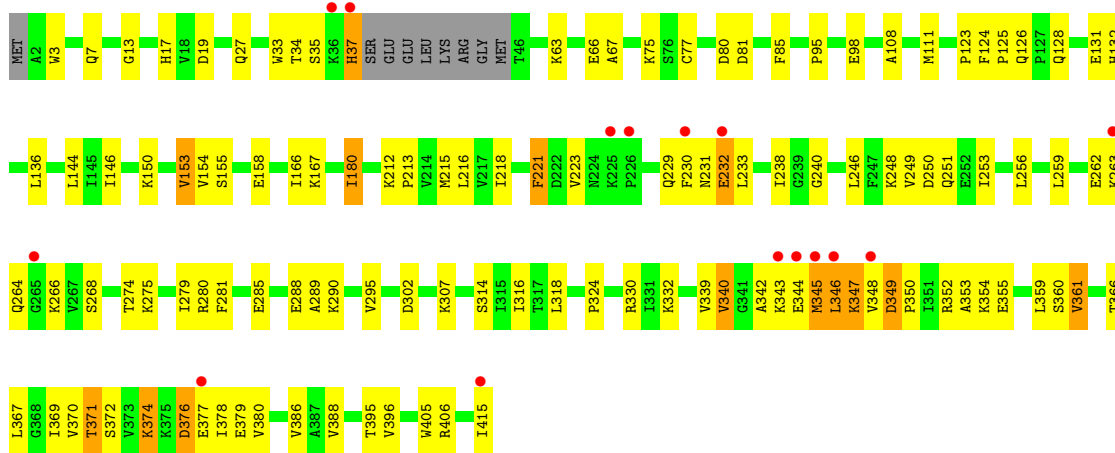 MET A2 W3 Q7 G13 H17 V18 D19 Q27 W33 T34 S35 K36 H37 SER GLU GLU LEU LYS ARG GLY MET T46 K63 E66 A67 K75 S76 C77 D80 D81 F85 P95 E98 A108 M111 P123 F124 P125 Q126 P127 Q128 E131 H132
L136 L144 I145 I146 K150 V153 V154 S155 E158 I166 K167 I180 K212 P213 V214 M215 L216 V217 I218 F221 D222 V223 N224 K225 P226 Q229 F230 N231 E232 L233 I238 G239 G240 L246 F247 K248 V249 D250 Q251 E252 I253 L256 L259 E262 K263
Q264 G265 K266 V267 S268 T274 K275 I279 R280 F281 E285 E288 A289 K290 V295 D302 K307 S314 I315 I316 T317 L318 P324 R330 I331 K332 V339 V340 G341 A342 K343 E344 M345 L346 K347 V348 D349 P350 I351 R352 A353 K354 E355 L359 S360 V361 T366
L367 G368 I369 V370 T371 S372 V373 K374 K375 D376 E377 I378 E379 V380 V386 A387 V388 T395 V396 W405 R406 I415